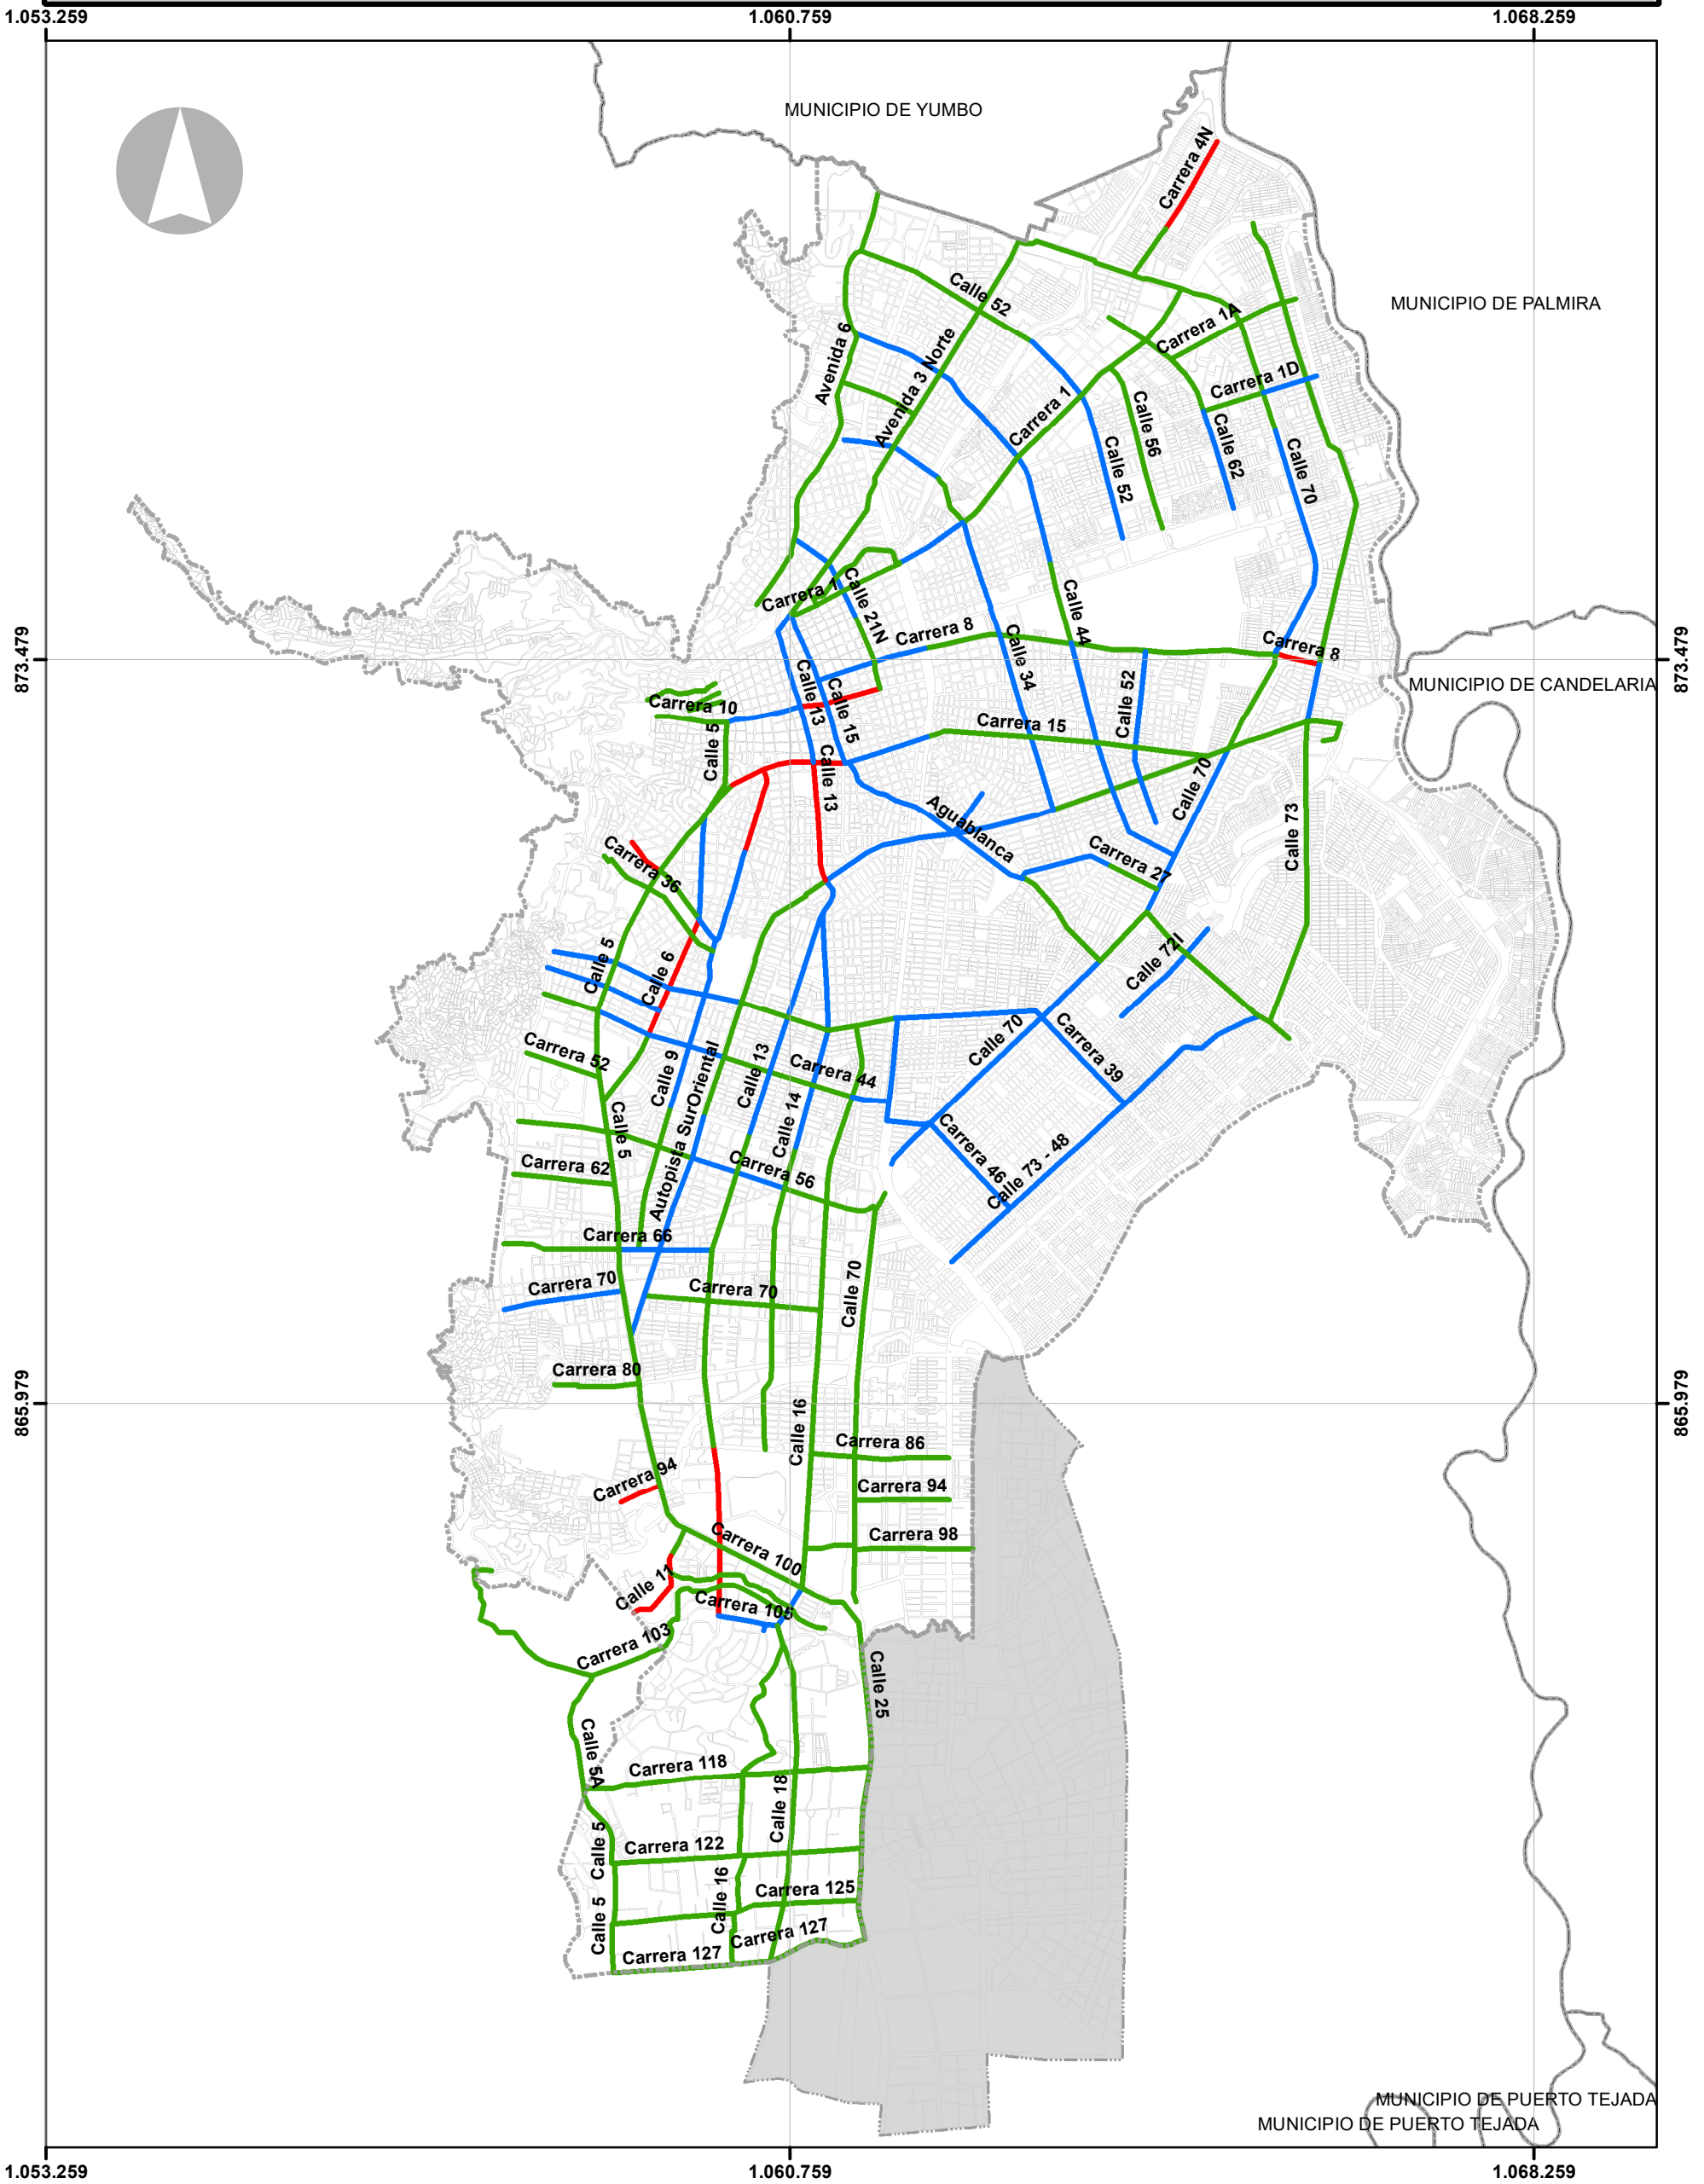 1.053.259
1.060.759
1.068.259
MUNICIPIO DE YUMBO
Carrera 4N
Calle 52
MUNICIPIO DE PALMIRA
Carrera 1A
Avenida 6
Avenida 3 Norte
Carrera 1D
Carrera 1
Calle 56
Calle 62
Calle 52
Calle 70
Carrera 1
Calle 21N
Calle 44
Carrera 8
Carrera 8
873.479
873.479
Calle 34
MUNICIPIO DE CANDELARIA
Calle 13
Calle 15
Calle 52
Carrera 10
Carrera 15
Calle 5
Calle 13
Calle 70
Aguablanca
Calle 73
Carrera 36
Carrera 27
Calle 5
Calle 6
Calle 72I
Calle 70
Carrera 39
Carrera 52
Calle 9
Autopista SurOriental
Calle 13
Carrera 44
Calle 14
Calle 5
Carrera 46
Carrera 62
Carrera 56
Calle 73 - 48
Carrera 66
Carrera 70
Carrera 70
Calle 70
Carrera 80
865.979
865.979
Calle 16
Carrera 86
Carrera 94
Carrera 94
Carrera 98
Carrera 100
Calle 11
Carrera 105
Carrera 103
Calle 25
Calle 5A
Carrera 118
Calle 18
Calle 5
Carrera 122
Calle 16
Carrera 125
Calle 5
Carrera 127
Carrera 127
MUNICIPIO DE PUERTO TEJADA
MUNICIPIO DE PUERTO TEJADA
1.053.259
1.060.759
1.068.259